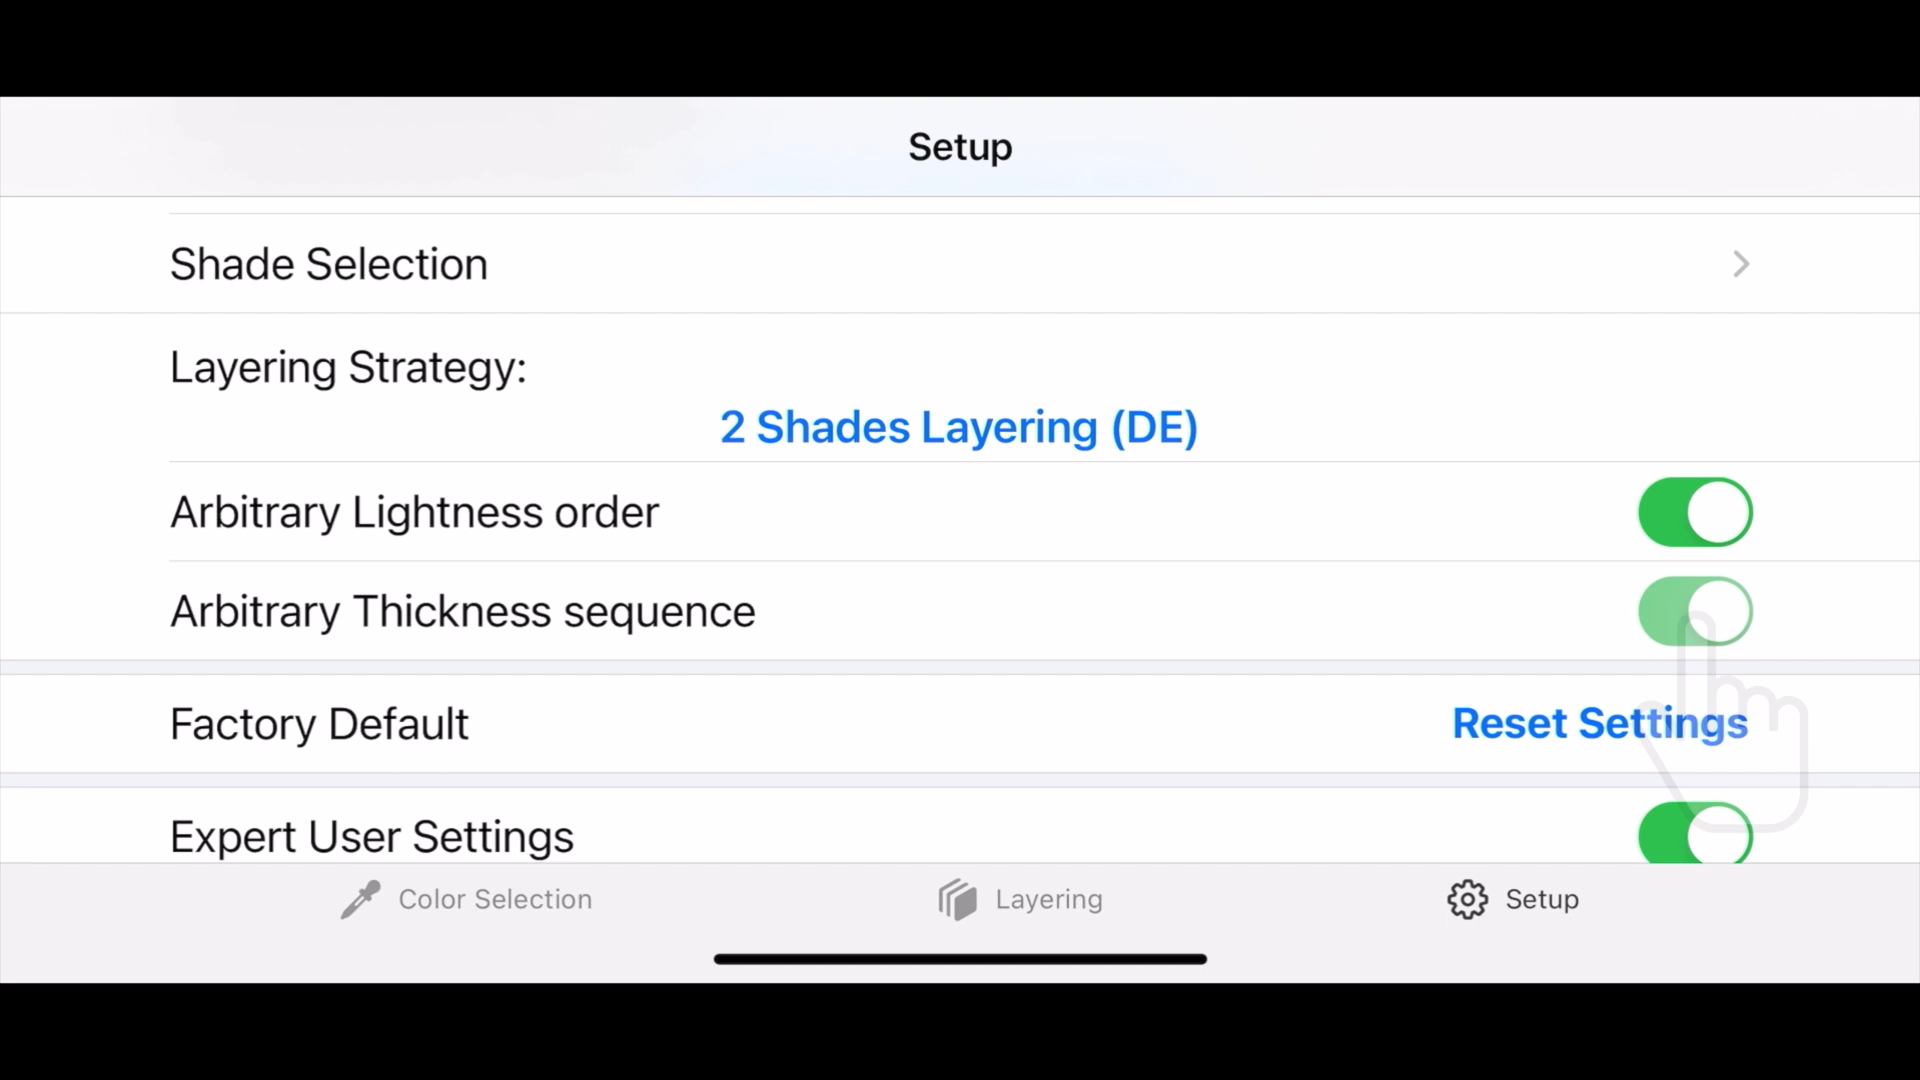 Setup
Shade Selection
Layering Strategy:
2 Shades Layering (DE)
Arbitrary Lightness order
Arbitrary Thickness sequence
Factory Default Reset Settings
Expert User Settings
Color Selection Layering Setup